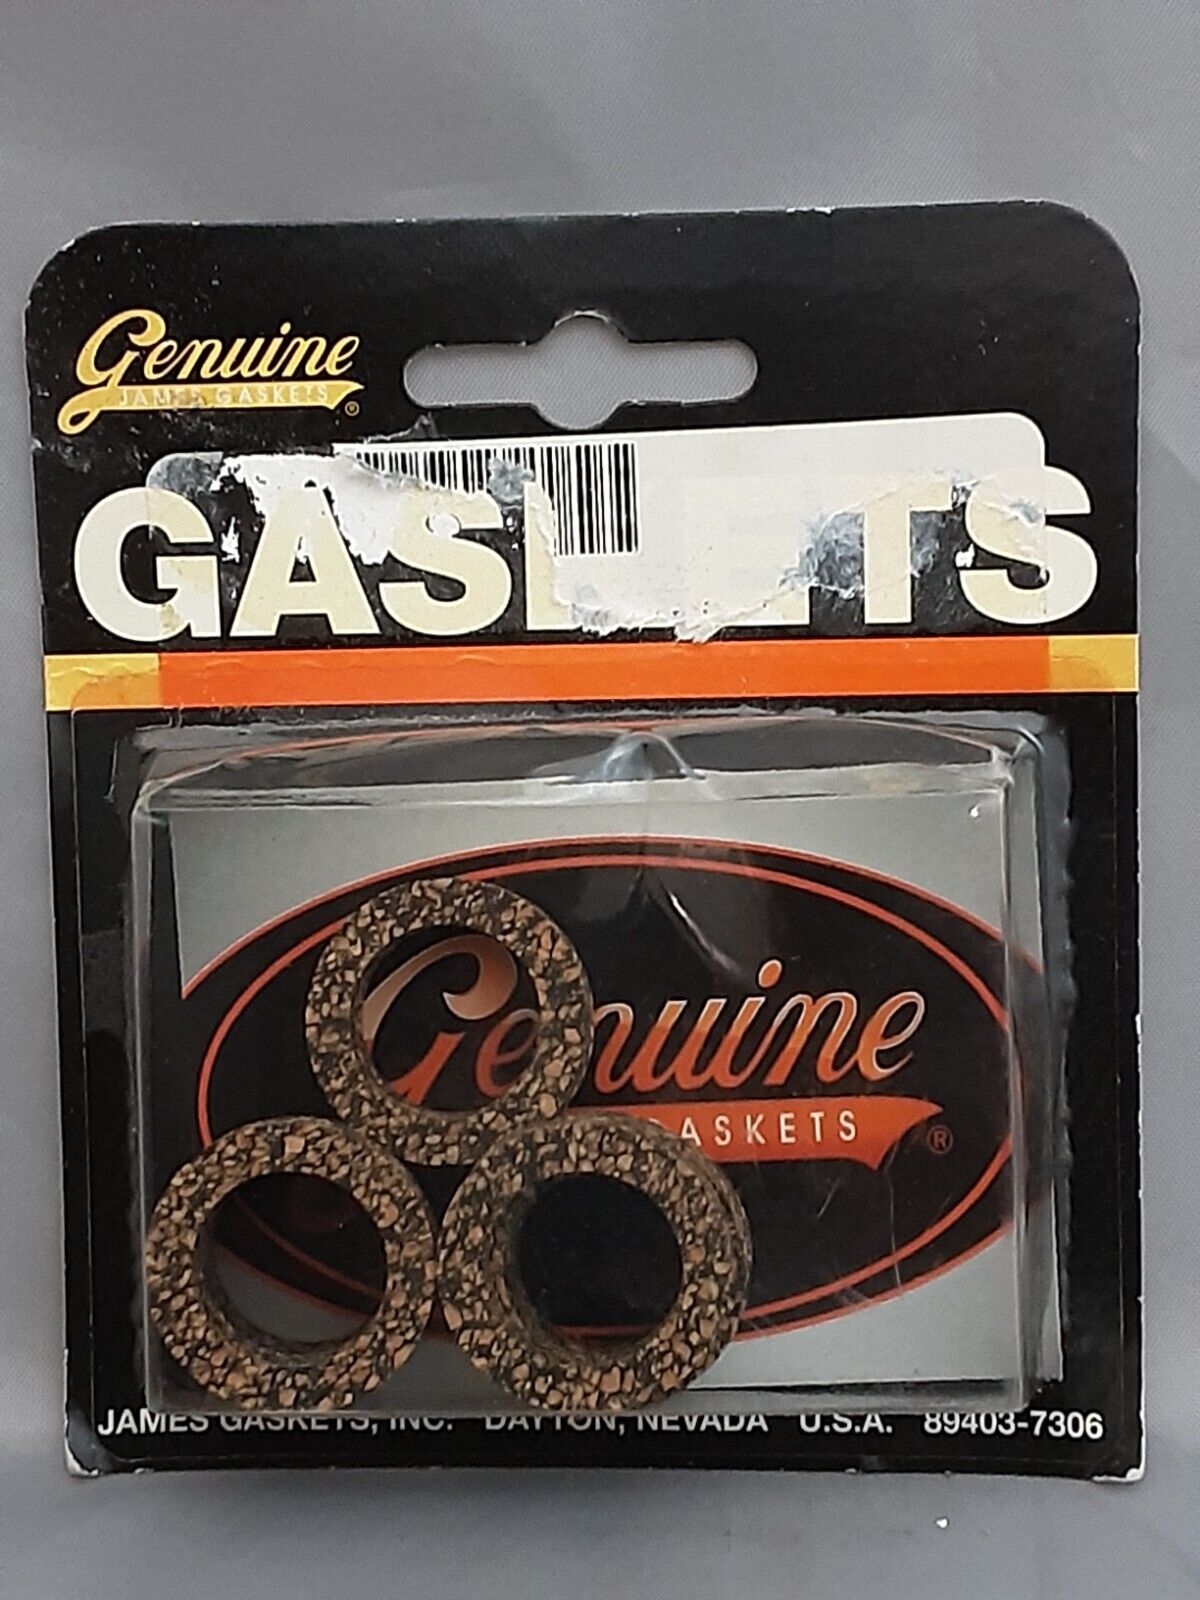 Genuine
JAMES GASKETS
®
GASKETS
Genuine
GASKETS
®
JAMES GASKETS, INC. DAYTON, NEVADA U.S.A. 89403-7306